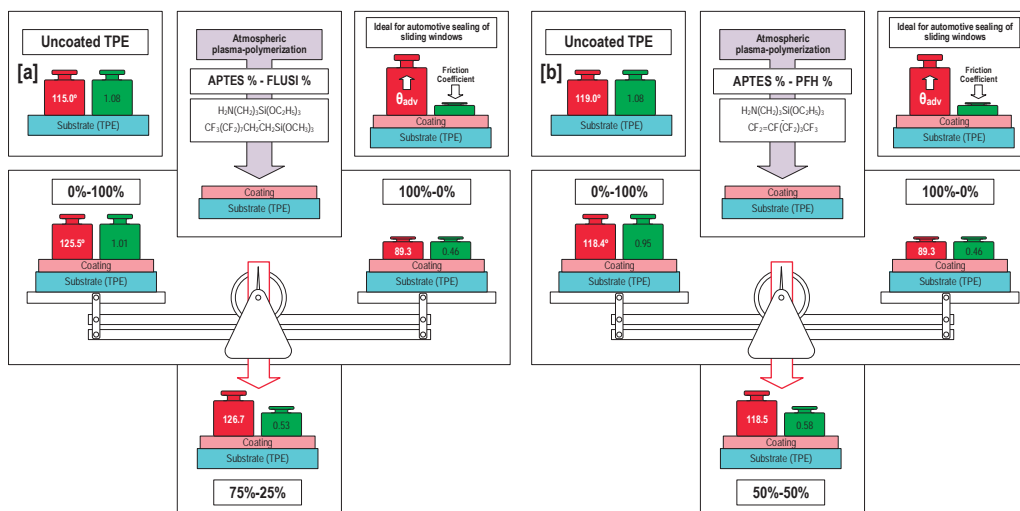 Uncoated TPE
[a]
115.0º
1.08
Substrate (TPE)
Atmospheric
plasma-polymerization
APTES % - FLUSI %
H₂N(CH₂)₃Si(OC₂H₅)₃
-
CF₃(CF₂)₇CH₂CH₂Si(OCH₃)₃
Coating
Substrate (TPE)
Ideal for automotive sealing of
sliding windows
Friction
Coefficient
θadv
Coating
Substrate (TPE)
0%-100%
125.5º
1.01
Coating
Substrate (TPE)
100%-0%
89.3
0.46
Coating
Substrate (TPE)
126.7
0.53
Coating
Substrate (TPE)
75%-25%
Uncoated TPE
[b]
119.0º
1.08
Substrate (TPE)
Atmospheric
plasma-polymerization
APTES % - PFH %
H₂N(CH₂)₃Si(OC₂H₅)₃
-
CF₂=CF(CF₂)₃CF₃
Coating
Substrate (TPE)
Ideal for automotive sealing of
sliding windows
Friction
Coefficient
θadv
Coating
Substrate (TPE)
0%-100%
118.4º
0.95
Coating
Substrate (TPE)
100%-0%
89.3
0.46
Coating
Substrate (TPE)
118.5
0.58
Coating
Substrate (TPE)
50%-50%